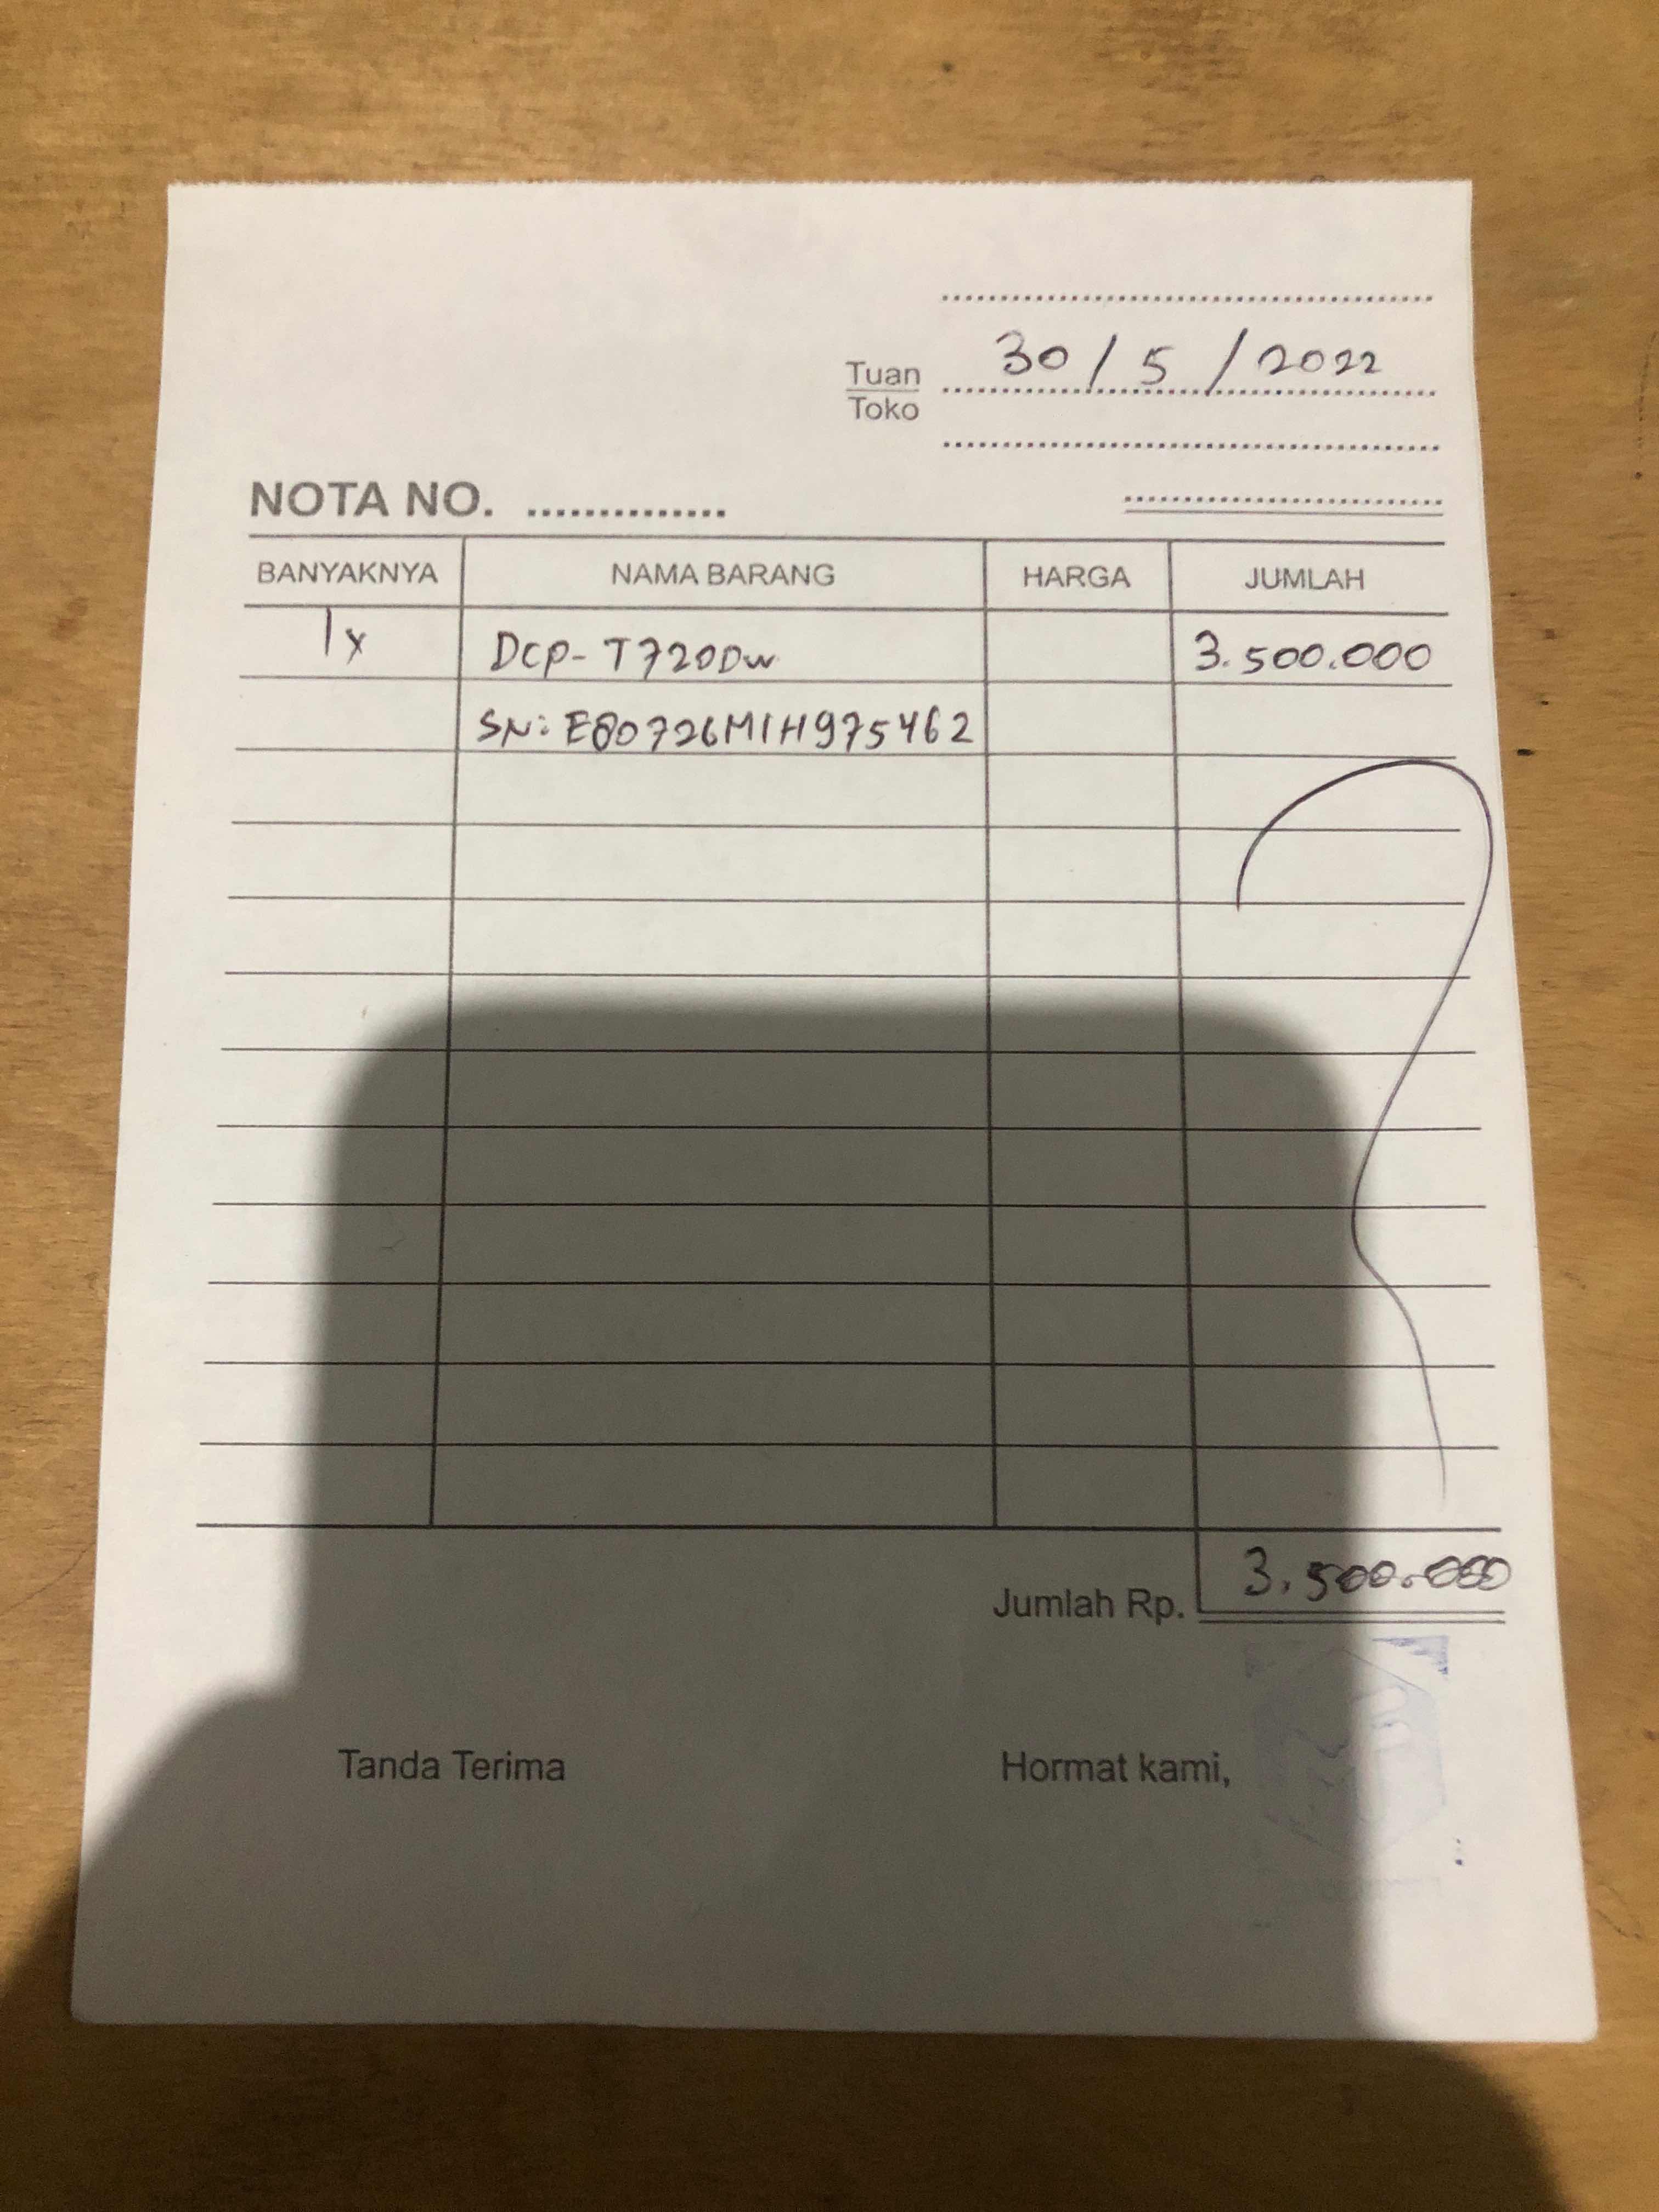 30/5/2022
Tuan
Toko
NOTA NO. ..............
BANYAKNYA NAMA BARANG HARGA JUMLAH
1x DCP-T720DW 3.500.000
SN: E80726M1H975462
Jumlah Rp. 3.500.000
Tanda Terima Hormat kami,